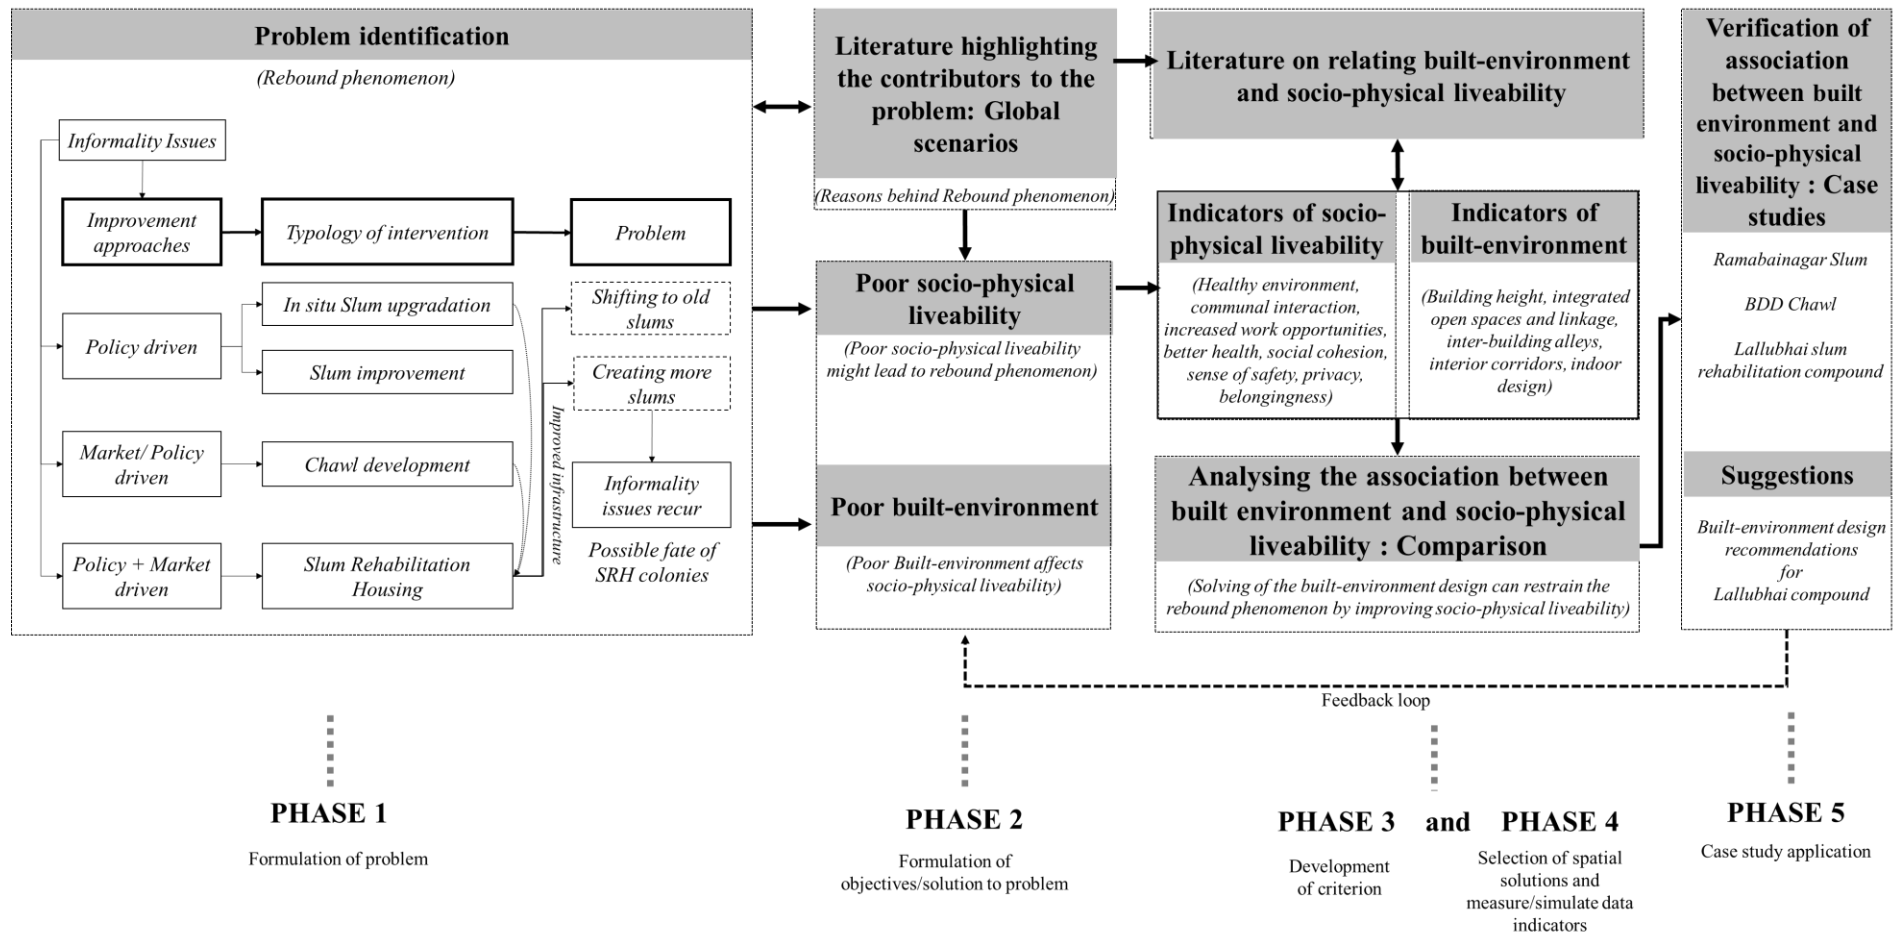 Problem identification
(Rebound phenomenon)
Informality Issues
Improvement
approaches
Typology of intervention
Problem
Policy driven
In situ Slum upgradation
Slum improvement
Shifting to old
slums
Creating more
slums
Market/ Policy
driven
Chawl development
Informality
issues recur
Improved infrastructure
Policy + Market
driven
Slum Rehabilitation
Housing
Possible fate of
SRH colonies
Literature highlighting
the contributors to the
problem: Global
scenarios
(Reasons behind Rebound phenomenon)
Poor socio-physical
liveability
(Poor socio-physical liveability
might lead to rebound phenomenon)
Poor built-environment
(Poor Built-environment affects
socio-physical liveability)
Literature on relating built-environment
and socio-physical liveability
Indicators of socio-
physical liveability
(Healthy environment,
communal interaction,
increased work opportunities,
better health, social cohesion,
sense of safety, privacy,
belongingness)
Indicators of
built-environment
(Building height, integrated
open spaces and linkage,
inter-building alleys,
interior corridors, indoor
design)
Analysing the association between
built environment and socio-physical
liveability : Comparison
(Solving of the built-environment design can restrain the
rebound phenomenon by improving socio-physical liveability)
Verification of
association
between built
environment and
socio-physical
liveability : Case
studies
Ramabainagar Slum
BDD Chawl
Lallubhai slum
rehabilitation compound
Suggestions
Built-environment design
recommendations
for
Lallubhai compound
Feedback loop
PHASE 1
Formulation of problem
PHASE 2
Formulation of
objectives/solution to problem
PHASE 3 and PHASE 4
Development
of criterion
Selection of spatial
solutions and
measure/simulate data
indicators
PHASE 5
Case study application